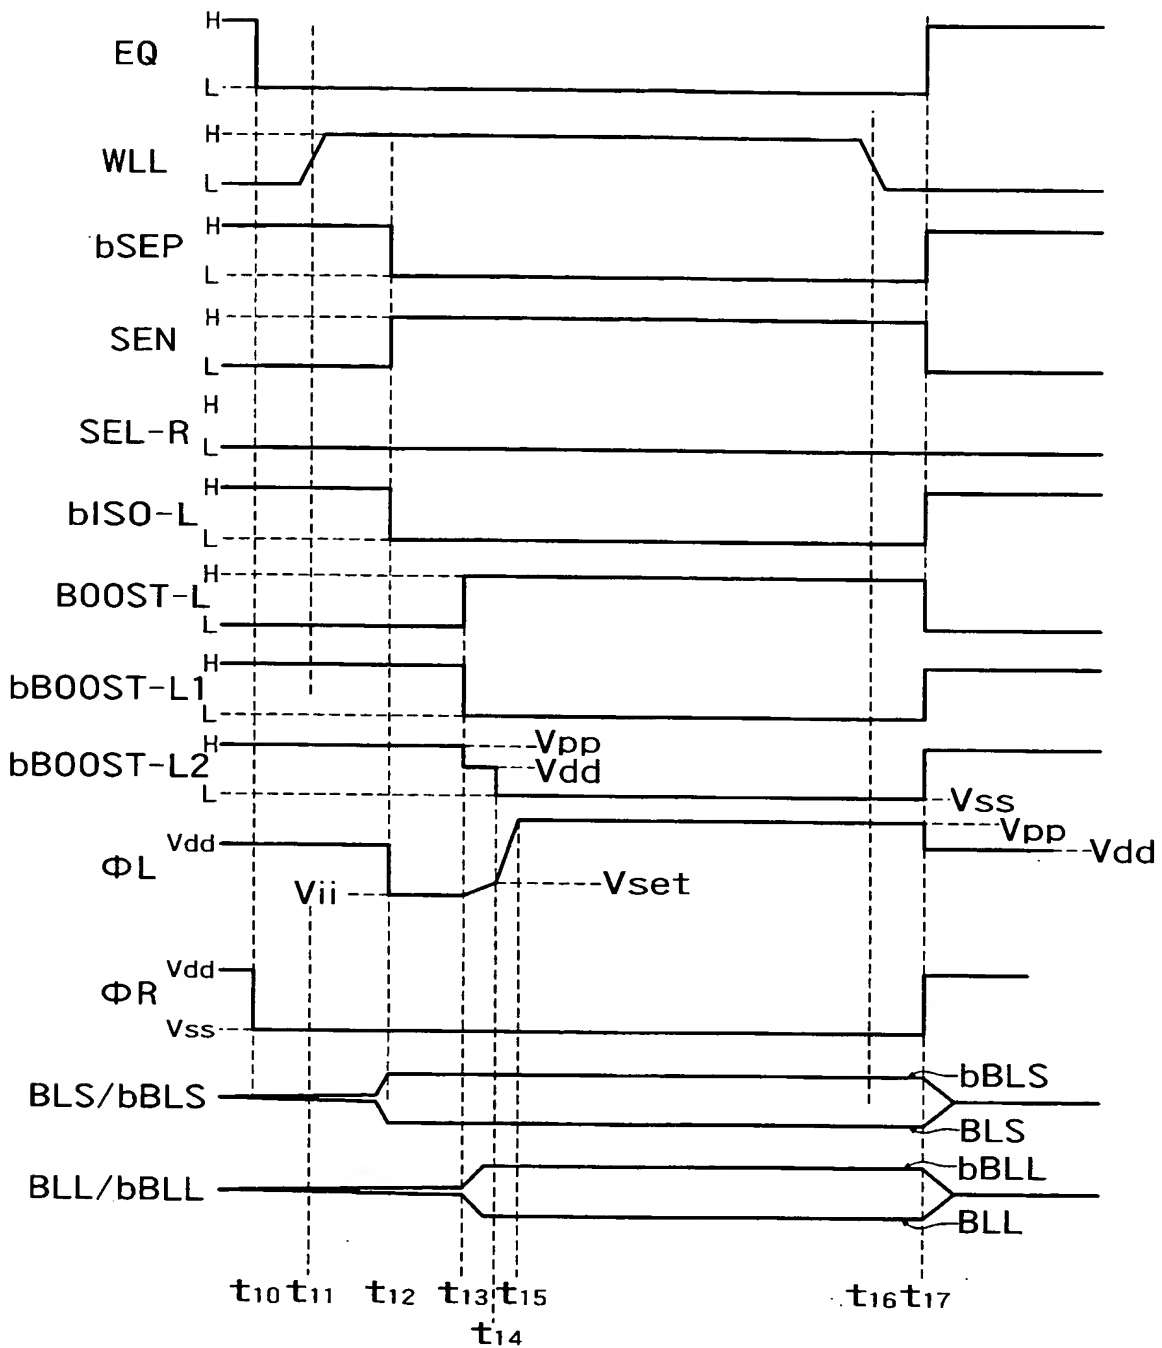 H
EQ
L
H
WLL
L
H
bSEP
L
H
SEN
L
H
SEL-R
L
H
bISO-L
L
H
BOOST-L
L
H
bBOOST-L1
L
H
Vpp
bBOOST-L2
Vdd
L
Vss
Vpp
Vdd
ΦL
Vdd
Vii
Vset
Vdd
ΦR
Vss
bBLS
BLS/bBLS
BLS
bBLL
BLL/bBLL
BLL
t10 t11 t12 t13 t15 t16 t17
t14